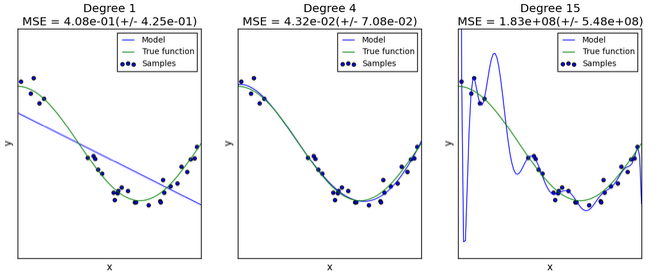 Degree 1
MSE = 4.08e-01(+/- 4.25e-01)
Model
True function
Samples
y
x
Degree 4
MSE = 4.32e-02(+/- 7.08e-02)
Model
True function
Samples
y
x
Degree 15
MSE = 1.83e+08(+/- 5.48e+08)
Model
True function
Samples
y
x